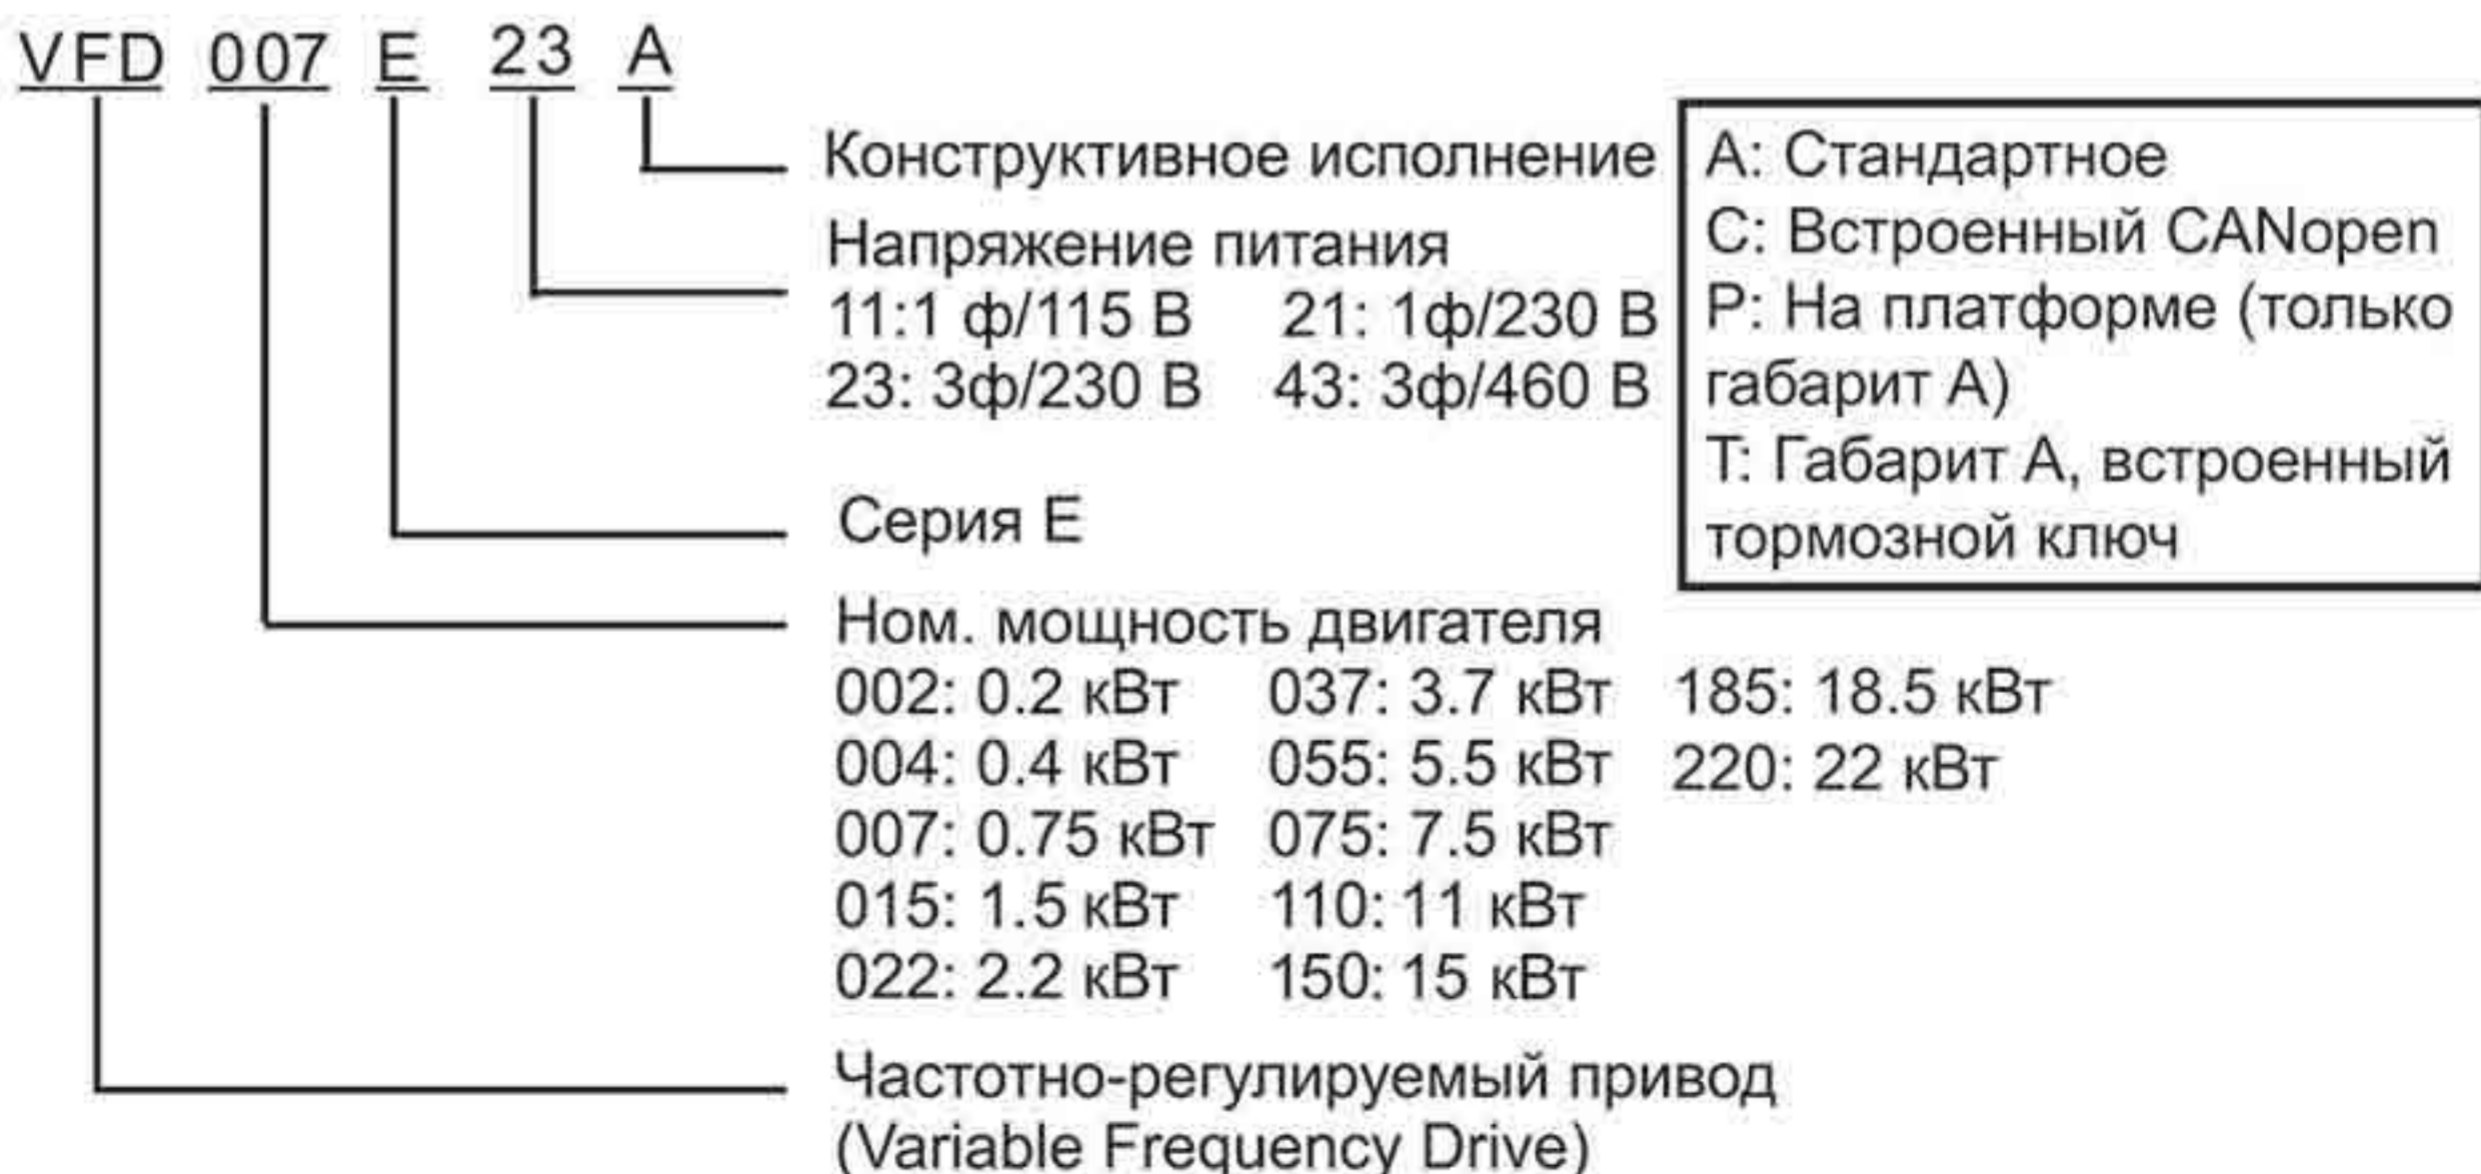 VFD 007 E 23 A
Конструктивное исполнение
Напряжение питания
11:1 ф/115 В 21: 1ф/230 В
23: 3ф/230 В 43: 3ф/460 В
А: Стандартное
С: Встроенный CANopen
Р: На платформе (только
габарит А)
Т: Габарит А, встроенный
тормозной ключ
Серия Е
Ном. мощность двигателя
002: 0.2 кВт 037: 3.7 кВт 185: 18.5 кВт
004: 0.4 кВт 055: 5.5 кВт 220: 22 кВт
007: 0.75 кВт 075: 7.5 кВт
015: 1.5 кВт 110: 11 кВт
022: 2.2 кВт 150: 15 кВт
Частотно-регулируемый привод
(Variable Frequency Drive)